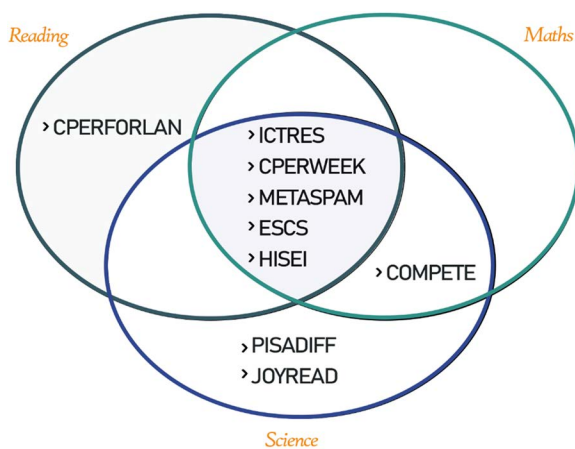 Reading
Maths
› CPERFORLAN
› ICTRES
› CPERWEEK
› METASPAM
› ESCS
› HISEI
› COMPETE
› PISADIFF
› JOYREAD
Science